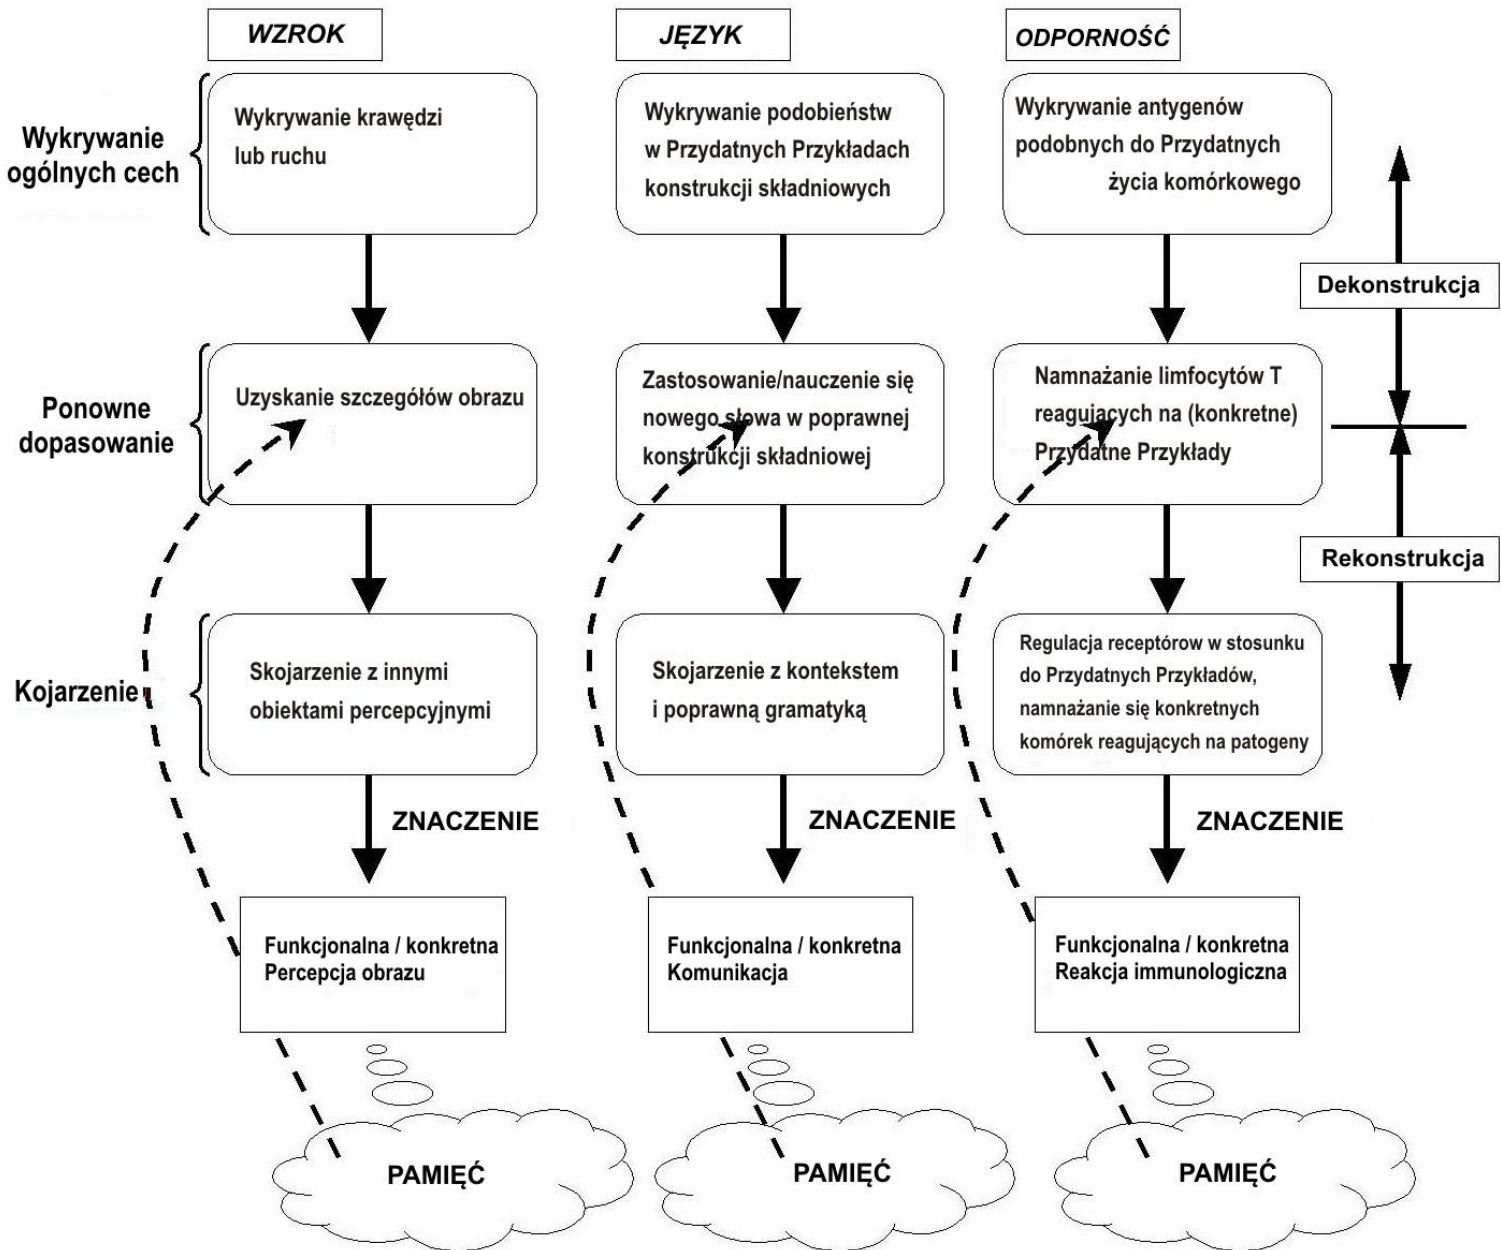 WZROK
JĘZYK
ODPORNOŚĆ
Wykrywanie
ogólnych cech
Wykrywanie krawędzi
lub ruchu
Wykrywanie podobieństw
w Przydatnych Przykładach
konstrukcji składniowych
Wykrywanie antygenów
podobnych do Przydatnych
życia komórkowego
Dekonstrukcja
Ponowne
dopasowanie
Uzyskanie szczegółów obrazu
Zastosowanie/nauczenie się
nowego słowa w poprawnej
konstrukcji składniowej
Namnażanie limfocytów T
reagujących na (konkretne)
Przydatne Przykłady
Rekonstrukcja
Kojarzenie
Skojarzenie z innymi
obiektami percepcyjnymi
Skojarzenie z kontekstem
i poprawną gramatyką
Regulacja receptórow w stosunku
do Przydatnych Przykładów,
namnażanie się konkretnych
komórek reagujących na patogeny
ZNACZENIE
ZNACZENIE
ZNACZENIE
Funkcjonalna / konkretna
Percepcja obrazu
Funkcjonalna / konkretna
Komunikacja
Funkcjonalna / konkretna
Reakcja immunologiczna
PAMIĘĆ
PAMIĘĆ
PAMIĘĆ